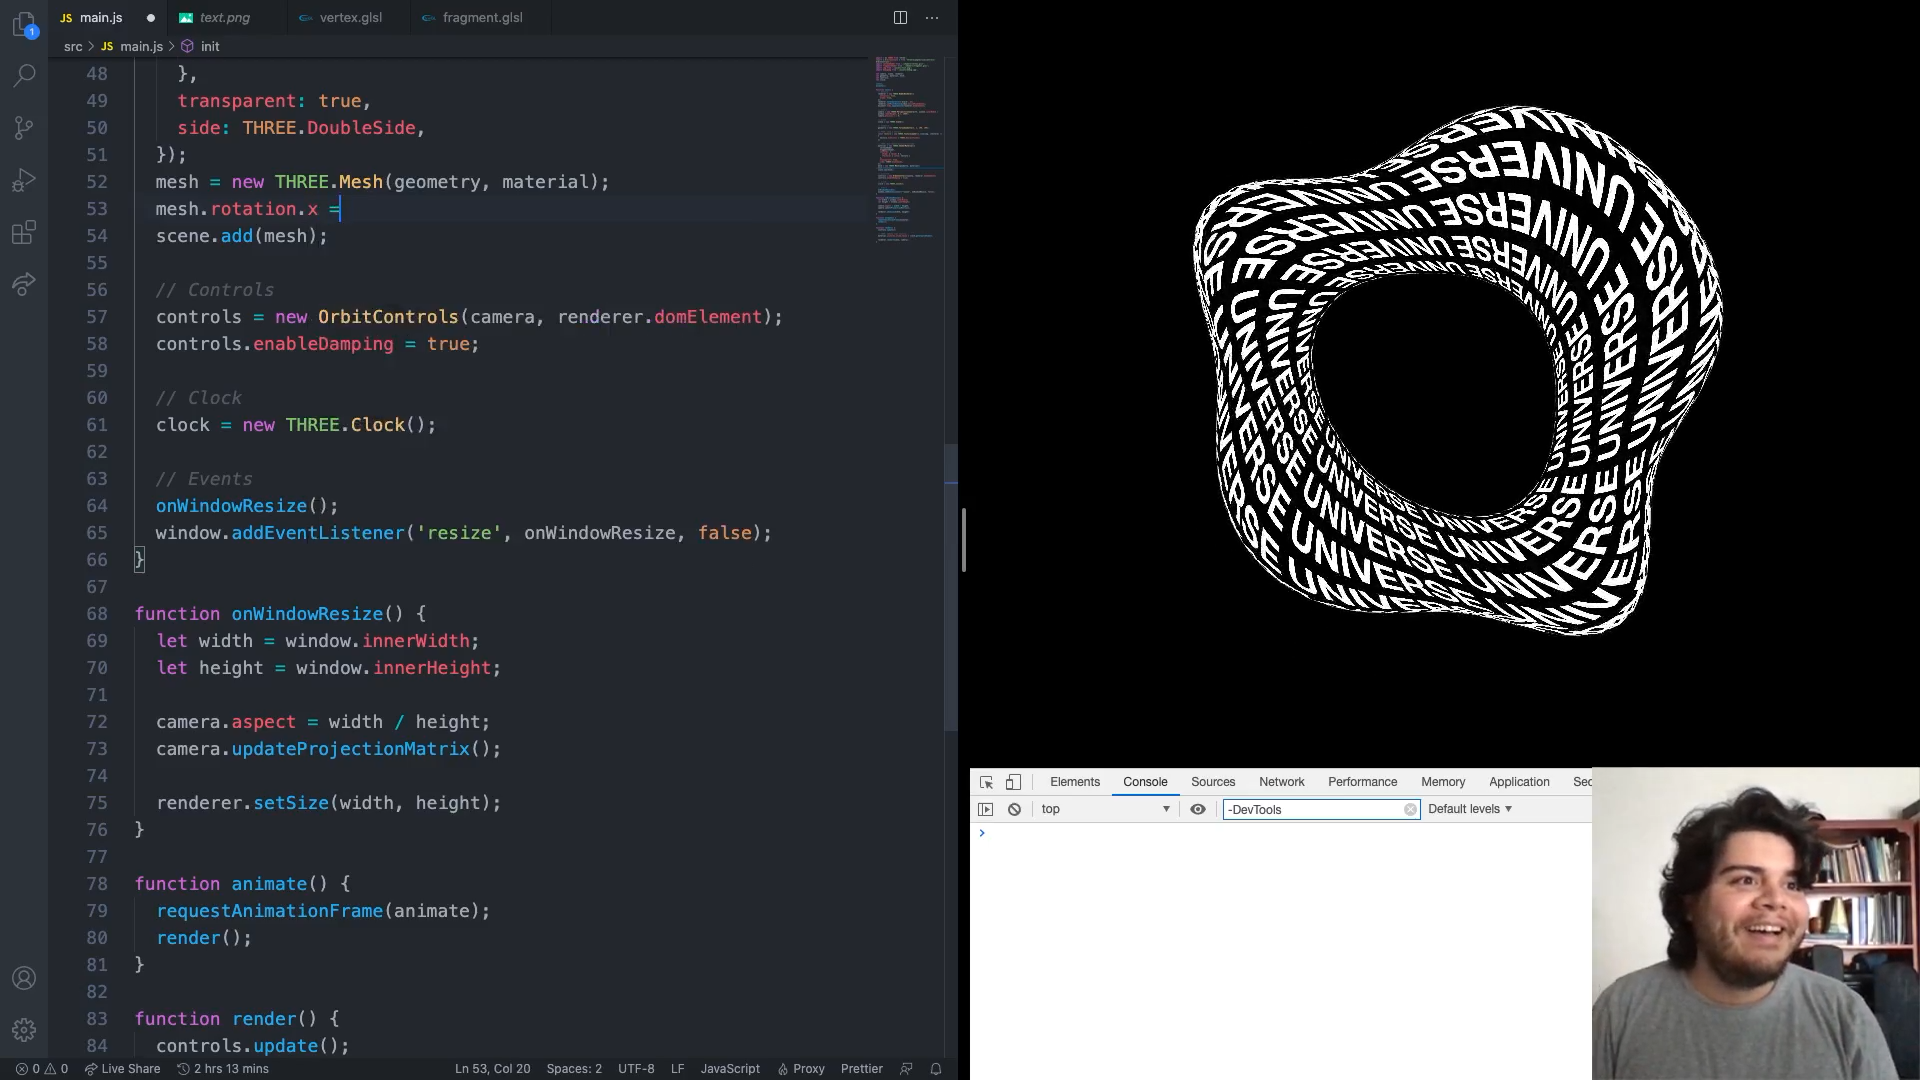 1
JS main.js
text.png
vertex.glsl
fragment.glsl
src > JS main.js > init
48 },
49 transparent: true,
50 side: THREE.DoubleSide,
51 });
52 mesh = new THREE.Mesh(geometry, material);
53 mesh.rotation.x =
54 scene.add(mesh);
55
56 // Controls
57 controls = new OrbitControls(camera, renderer.domElement);
58 controls.enableDamping = true;
59
60 // Clock
61 clock = new THREE.Clock();
62
63 // Events
64 onWindowResize();
65 window.addEventListener('resize', onWindowResize, false);
66 }
67
68 function onWindowResize() {
69 let width = window.innerWidth;
70 let height = window.innerHeight;
71
72 camera.aspect = width / height;
73 camera.updateProjectionMatrix();
74
75 renderer.setSize(width, height);
76 }
77
78 function animate() {
79 requestAnimationFrame(animate);
80 render();
81 }
82
83 function render() {
84 controls.update();
0 0 Live Share 2 hrs 13 mins Ln 53, Col 20 Spaces: 2 UTF-8 LF JavaScript Proxy Prettier
UNIVERSE UNIVERSE UNIVERSE UNIVERSE
Elements Console Sources Network Performance Memory Application Sec
top -DevTools Default levels
>